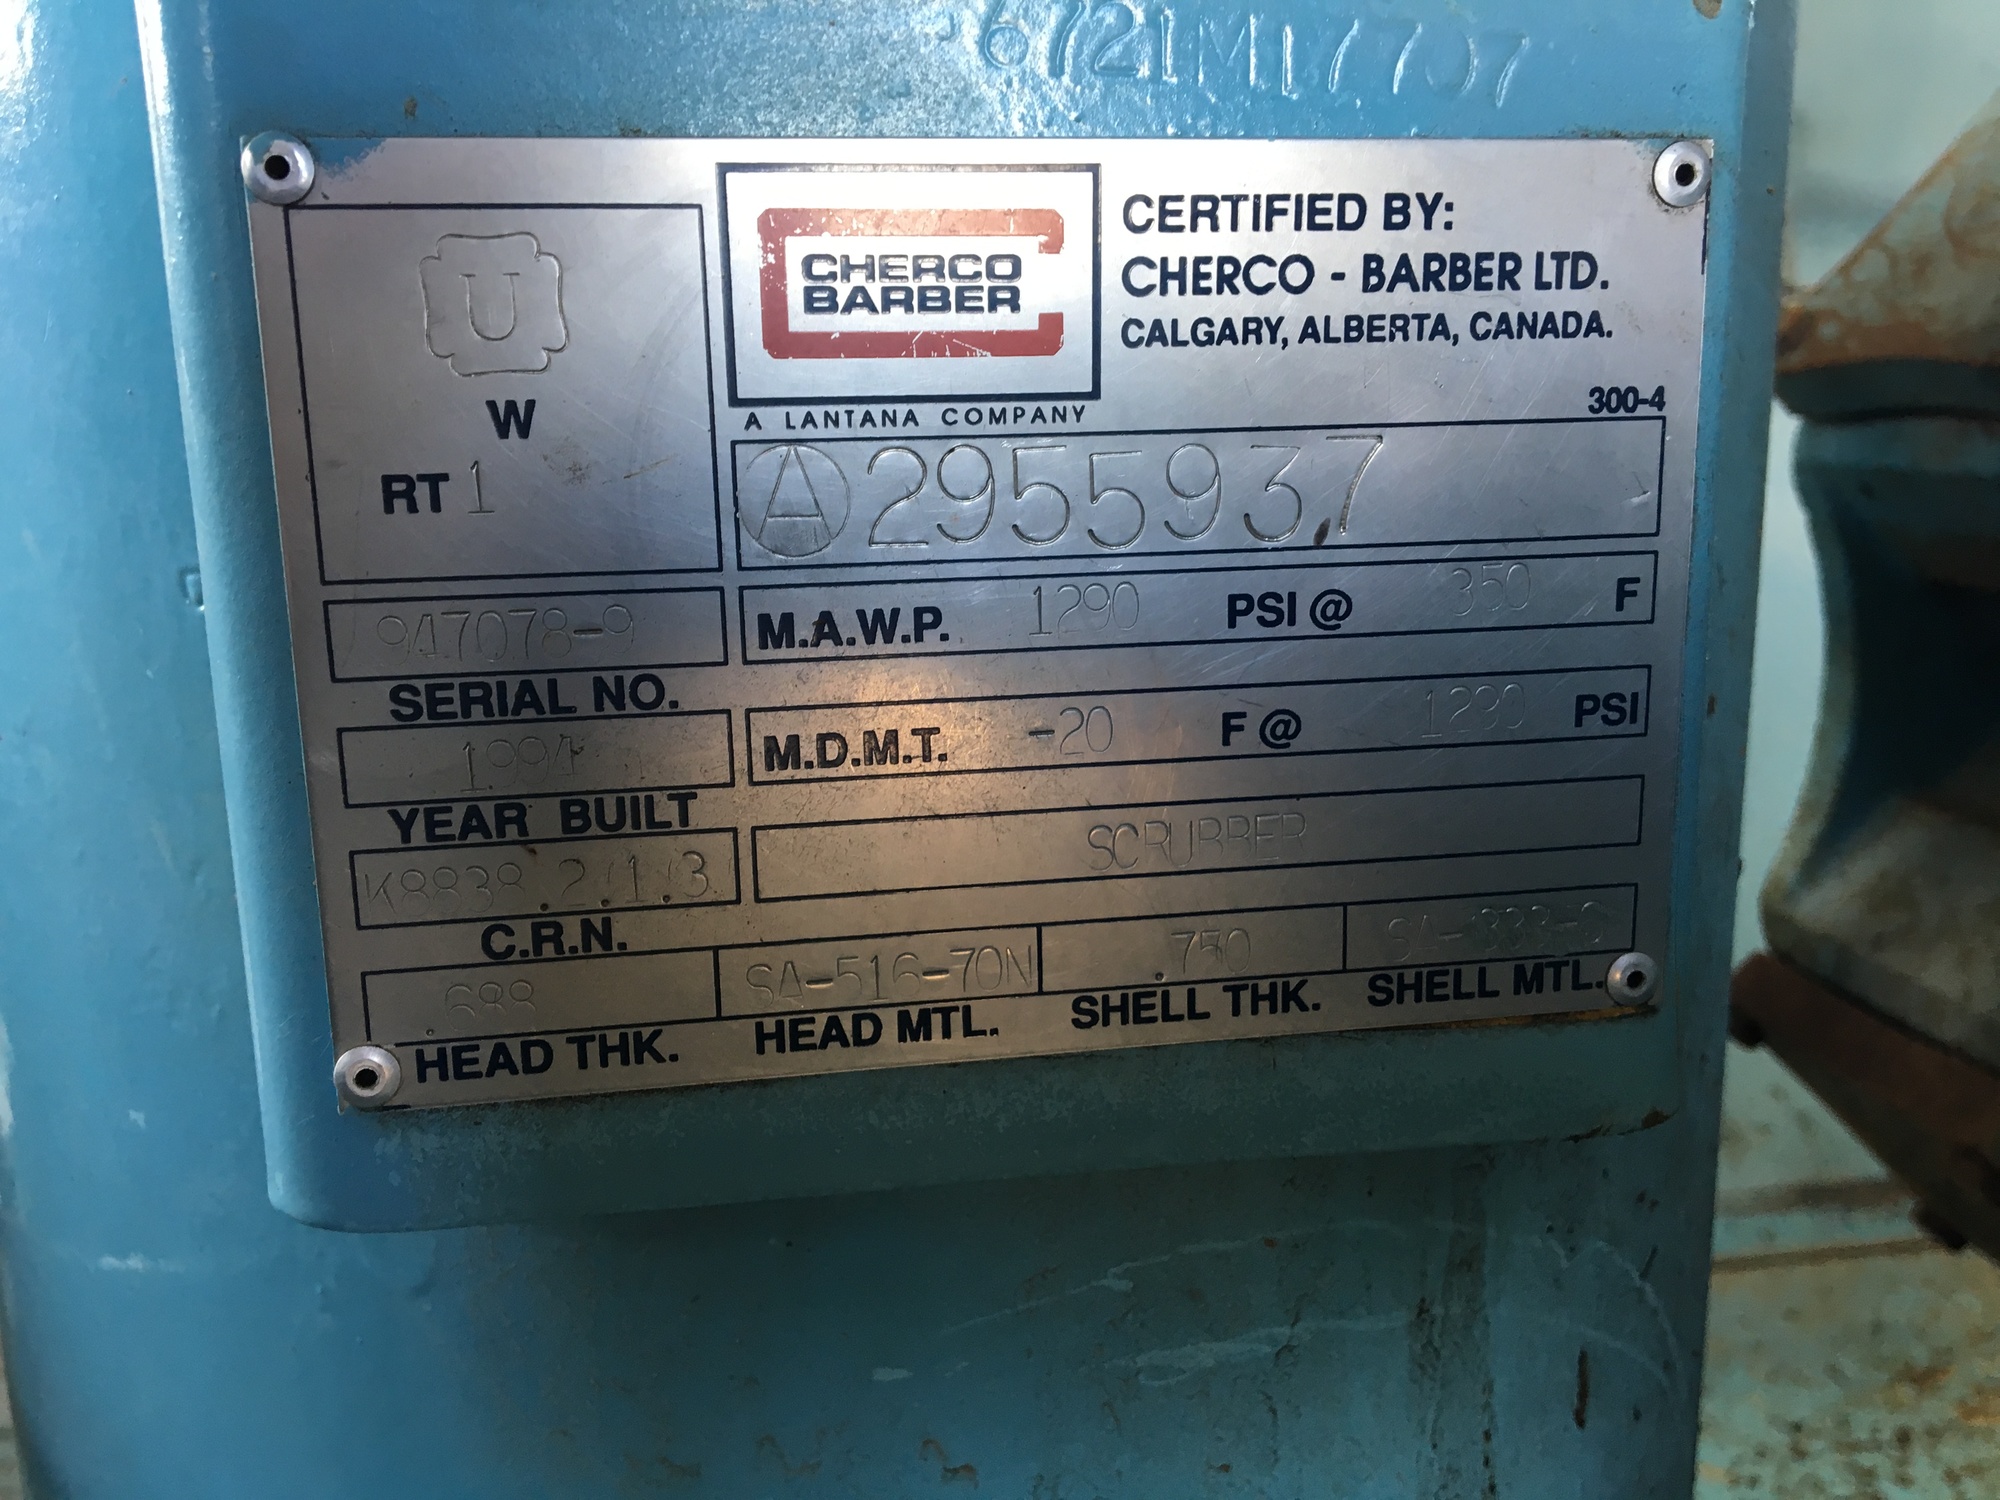 6721M17707
U
W
RT 1
CHERCO
BARBER
A LANTANA COMPANY
CERTIFIED BY:
CHERCO - BARBER LTD.
CALGARY, ALBERTA, CANADA.
300-4
A 2955937
947078-9
SERIAL NO.
M.A.W.P. 1290 PSI @ 350 F
1994
YEAR BUILT
M.D.M.T. -20 F @ 1290 PSI
K8838.2/1/3
C.R.N.
SCRUBBER
.688
HEAD THK.
SA-516-70N
HEAD MTL.
.750
SHELL THK.
SHELL MTL.